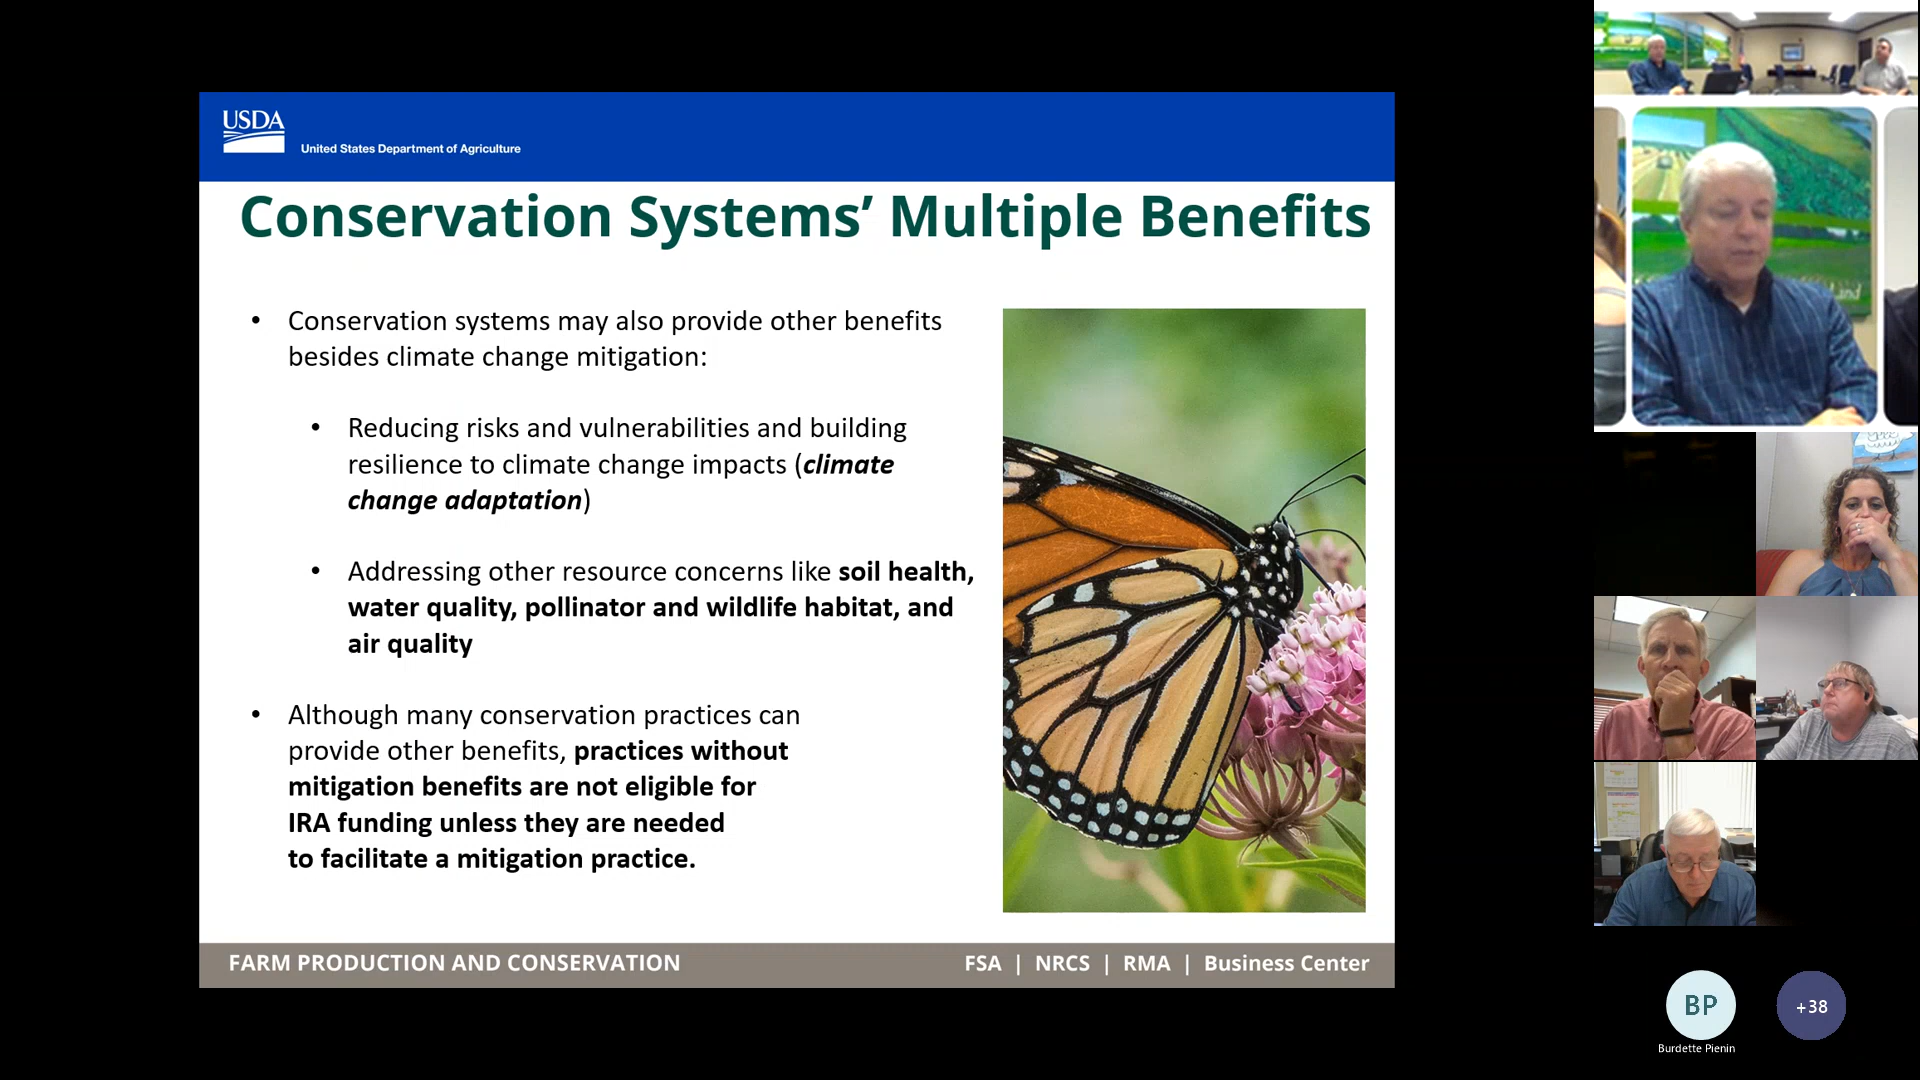 USDA
United States Department of Agriculture
Conservation Systems’ Multiple Benefits
• Conservation systems may also provide other benefits
besides climate change mitigation:
• Reducing risks and vulnerabilities and building
resilience to climate change impacts (climate
change adaptation)
• Addressing other resource concerns like soil health,
water quality, pollinator and wildlife habitat, and
air quality
• Although many conservation practices can
provide other benefits, practices without
mitigation benefits are not eligible for
IRA funding unless they are needed
to facilitate a mitigation practice.
FARM PRODUCTION AND CONSERVATION
FSA | NRCS | RMA | Business Center
BP
+38
Burdette Pienin